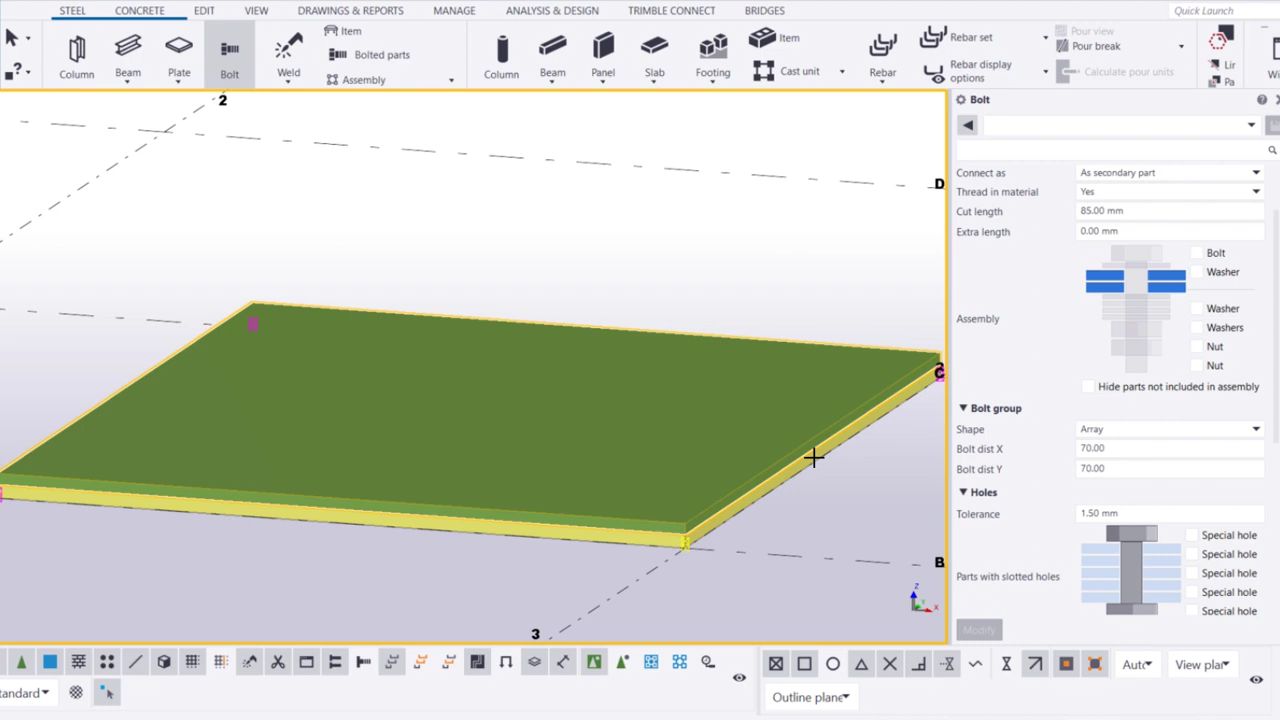 STEEL CONCRETE EDIT VIEW DRAWINGS & REPORTS MANAGE ANALYSIS & DESIGN TRIMBLE CONNECT BRIDGES Quick Launch
Column Beam Plate Bolt Weld
Item
Bolted parts
Assembly
Column Beam Panel Slab Footing
Item
Cast unit
Rebar
Rebar set
Rebar display
options
Pour view
Pour break
Calculate pour units
Lir
Pa
Wi
2
D
C
B
3
Z
X
Bolt
Connect as As secondary part
Thread in material Yes
Cut length 85.00 mm
Extra length 0.00 mm
Bolt
Washer
Assembly
Washer
Washers
Nut
Nut
Hide parts not included in assembly
Bolt group
Shape Array
Bolt dist X 70.00
Bolt dist Y 70.00
Holes
Tolerance 1.50 mm
Parts with slotted holes
Special hole
Special hole
Special hole
Special hole
Special hole
Modify
Auto View plan
tandard
Outline plane